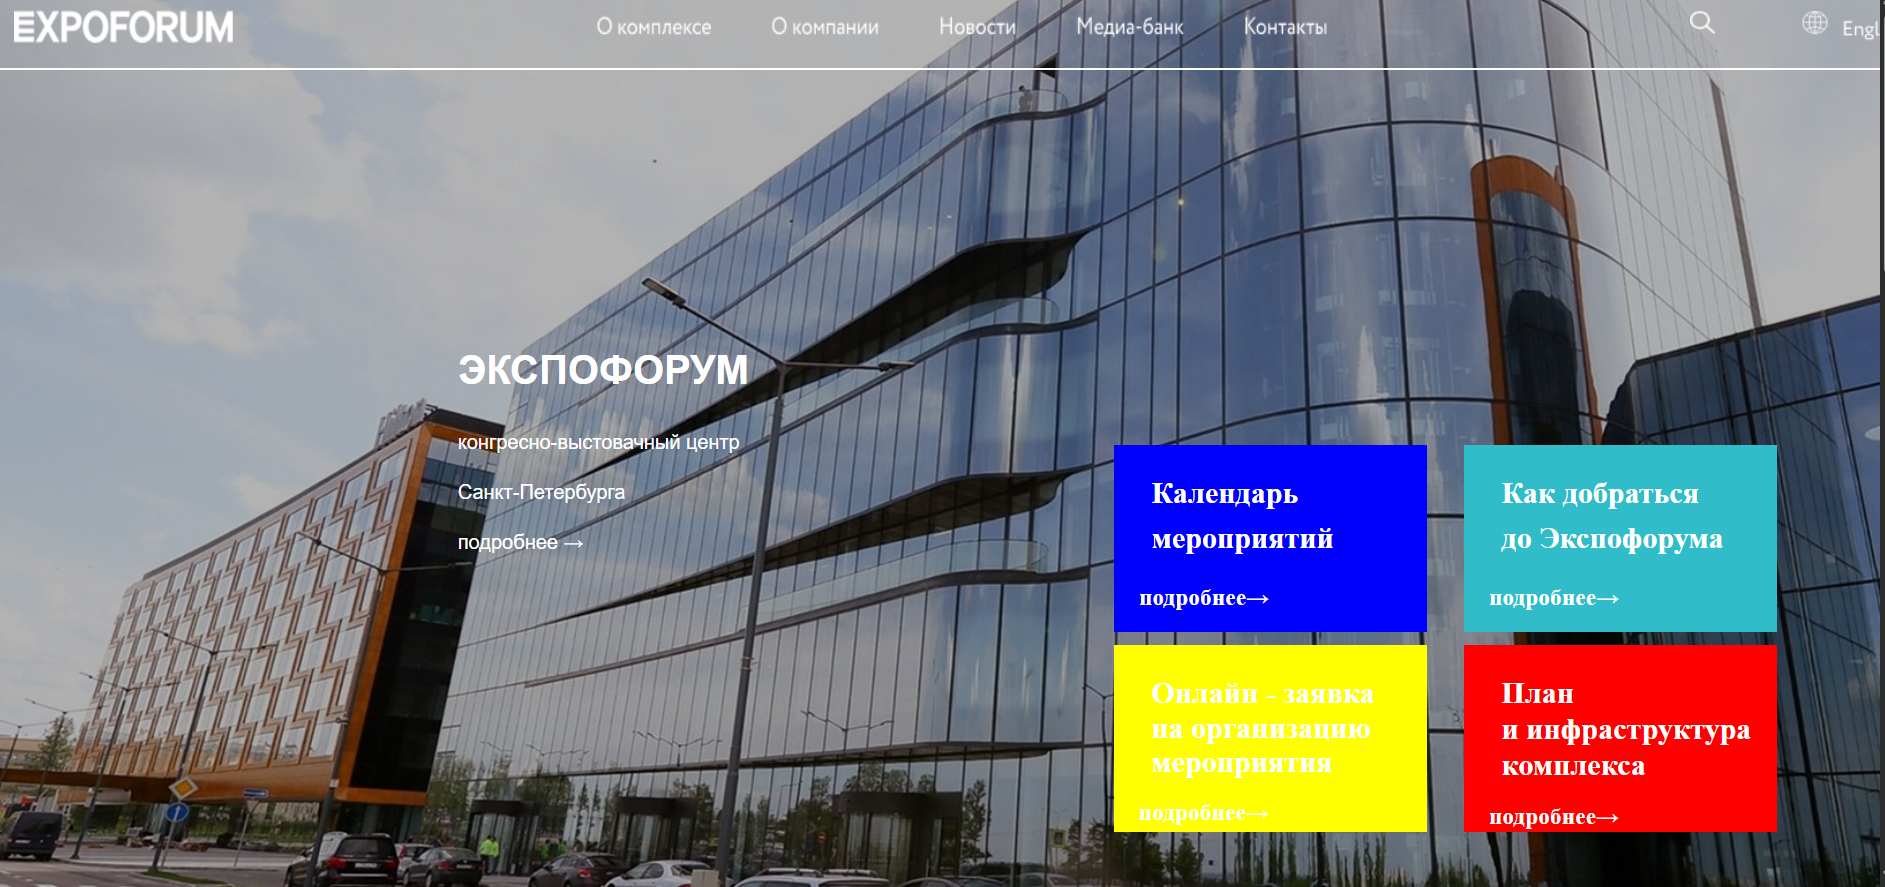 EXPOFORUM
О комплексе
О компании
Новости
Медиа-банк
Контакты
Engl
ЭКСПОФОРУМ
конгресно-выстовачный центр
Санкт-Петербурга
подробнее →
Календарь
мероприятий
подробнее→
Как добраться
до Экспофорума
подробнее→
Онлайн - заявка
на организацию
мероприятия
подробнее→
План
и инфраструктура
комплекса
подробнее→